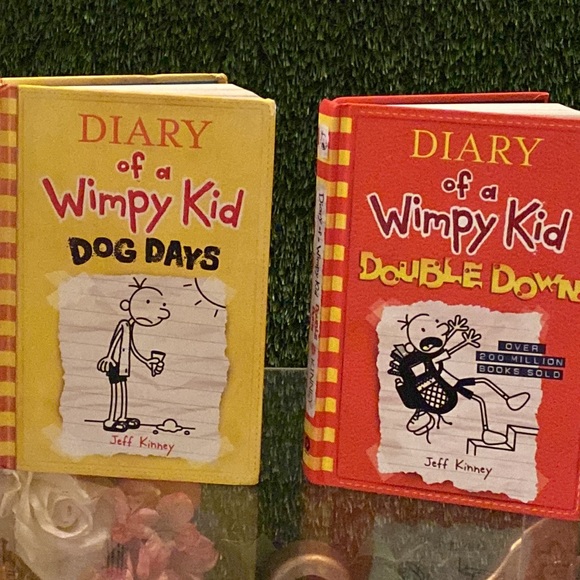 DIARY
of a
Wimpy Kid
DOG DAYS
Jeff Kinney
DIARY
of a
Wimpy Kid
DOUBLE DOWN
OVER
200 MILLION
BOOKS SOLD
Jeff Kinney